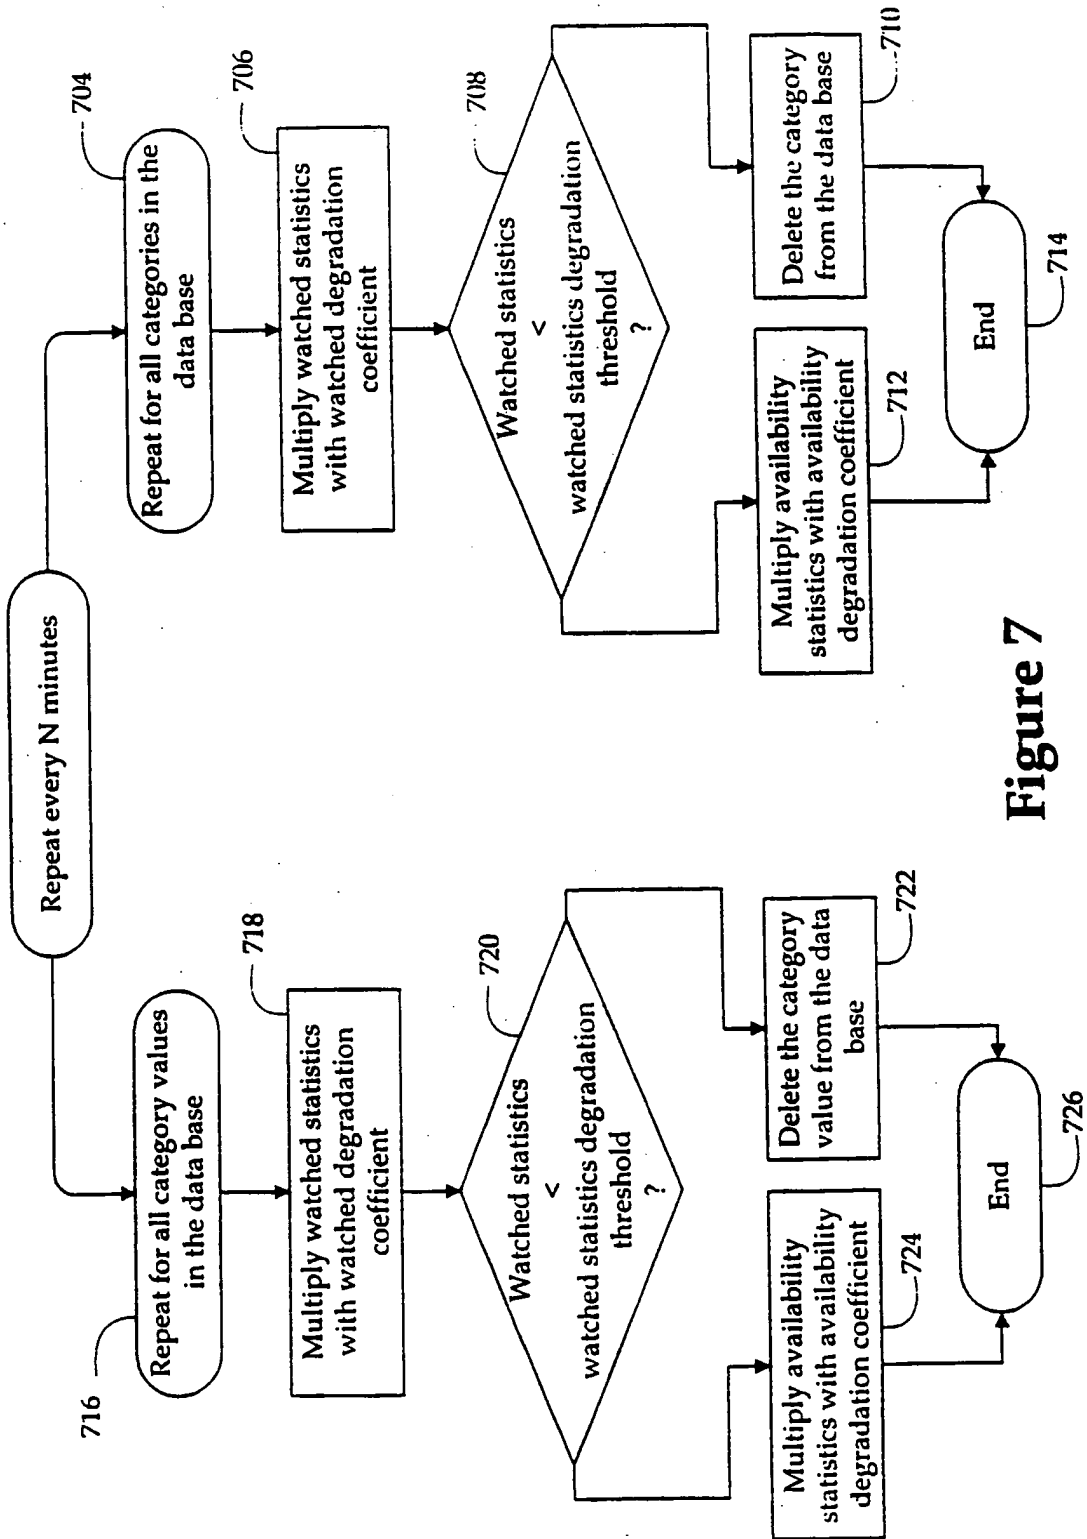 Repeat every N minutes
716
Repeat for all category values
in the data base
718
Multiply watched statistics
with watched degradation
coefficient
720
Watched statistics
<
watched statistics degradation
threshold
?
Multiply availability
statistics with availability
degradation coefficient
724
Delete the category
value from the data
base
722
End
726
704
Repeat for all categories in the
data base
706
Multiply watched statistics
with watched degradation
coefficient
708
Watched statistics
<
watched statistics degradation
threshold
?
Multiply availability
statistics with availability
degradation coefficient
712
Delete the category
from the data base
710
End
714
Figure 7